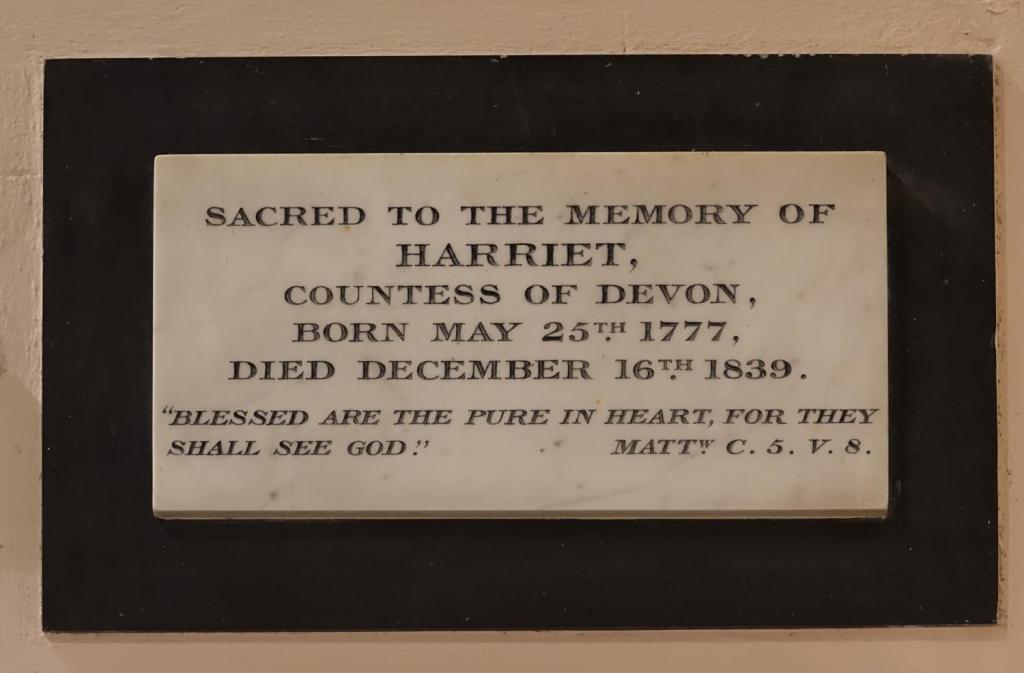 SACRED TO THE MEMORY OF
HARRIET,
COUNTESS OF DEVON,
BORN MAY 25TH. 1777,
DIED DECEMBER 16TH. 1839.
"BLESSED ARE THE PURE IN HEART, FOR THEY
SHALL SEE GOD." MATTW. C. 5. V. 8.